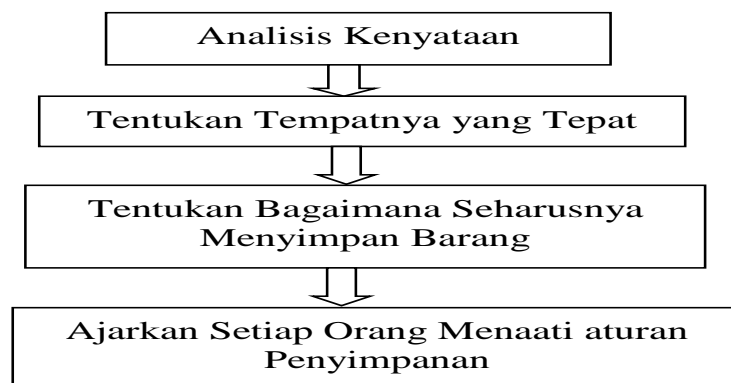 Analisis Kenyataan
Tentukan Tempatnya yang Tepat
Tentukan Bagaimana Seharusnya
Menyimpan Barang
Ajarkan Setiap Orang Menaati aturan
Penyimpanan